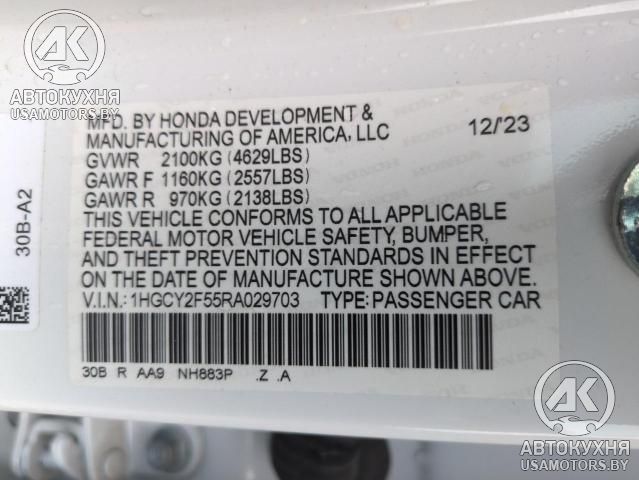 AK
АВТОКУХНЯ
USAMOTORS.BY
MFD. BY HONDA DEVELOPMENT &
MANUFACTURING OF AMERICA, LLC 12/'23
GVWR 2100KG (4629LBS)
GAWR F 1160KG (2557LBS)
GAWR R 970KG (2138LBS)
THIS VEHICLE CONFORMS TO ALL APPLICABLE
FEDERAL MOTOR VEHICLE SAFETY, BUMPER,
AND THEFT PREVENTION STANDARDS IN EFFECT
ON THE DATE OF MANUFACTURE SHOWN ABOVE.
V.I.N.: 1HGCY2F55RA029703 TYPE: PASSENGER CAR
30B R AA9 NH883P .Z .A
30B-A2
AK
АВТОКУХНЯ
USAMOTORS.BY